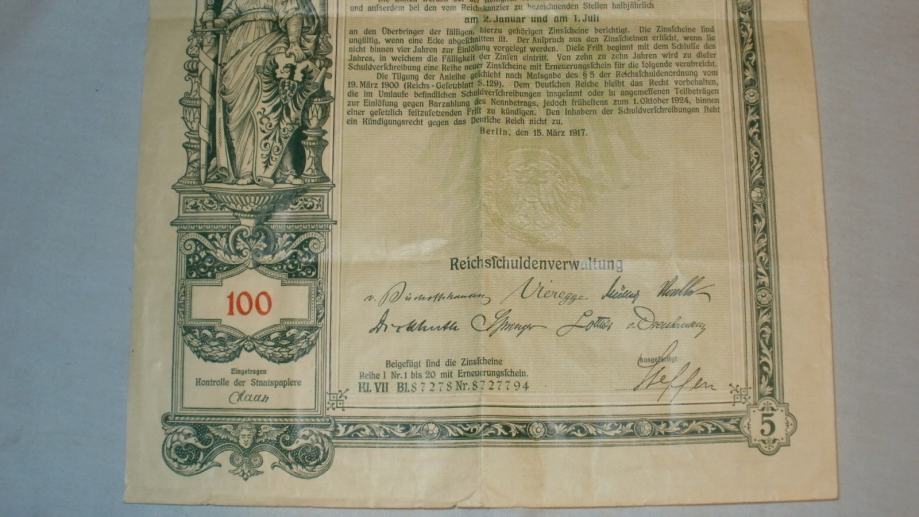 und außerdem bei den vom Reichskanzler zu bezeichnenden Stellen halbjährlich
am 2. Januar und am 1. Juli
an den Überbringer der fälligen, hierzu gehörigen Zinsscheine berichtigt. Die Zinsscheine sind
ungültig, wenn eine Ecke abgeschnitten ist. Der Anspruch aus den Zinsscheinen erlischt, wenn sie
nicht binnen vier Jahren zur Einlösung vorgelegt werden. Diese Frist beginnt mit dem Schlusse des
Jahres, in welchem die Fälligkeit der Zinsen eintritt. Von zehn zu zehn Jahren wird zu dieser
Schuldverschreibung eine Reihe neuer Zinsscheine mit Erneuerungsschein für die folgende verabreicht.
Die Tilgung der Anleihe geschieht nach Maßgabe des § 5 der Reichsschuldenordnung vom
19. März 1900 (Reichs-Gesetzblatt S. 129). Dem Deutschen Reiche bleibt das Recht vorbehalten,
die im Umlaufe befindlichen Schuldverschreibungen insgesamt oder in angemessenen Teilbeträgen
zur Einlösung gegen Barzahlung des Nennbetrags, jedoch frühestens zum 1. Oktober 1924, binnen
einer gesetzlich festzusetzenden Frist zu kündigen. Den Inhabern der Schuldverschreibungen steht
ein Kündigungsrecht gegen das Deutsche Reich nicht zu.
Berlin, den 15. März 1917.
Reichsschuldenverwaltung
v. Bischoffshausen Vieregge Müller
Springer
100
Eingetragen
Kontrolle der Staatspapiere
Haan
Beigefügt sind die Zinsscheine
Reihe I Nr. 1 bis 20 mit Erneuerungsschein.
Kl. VII Bl. 87278 Nr. 8727794
Ausgefertigt
Steffen
5